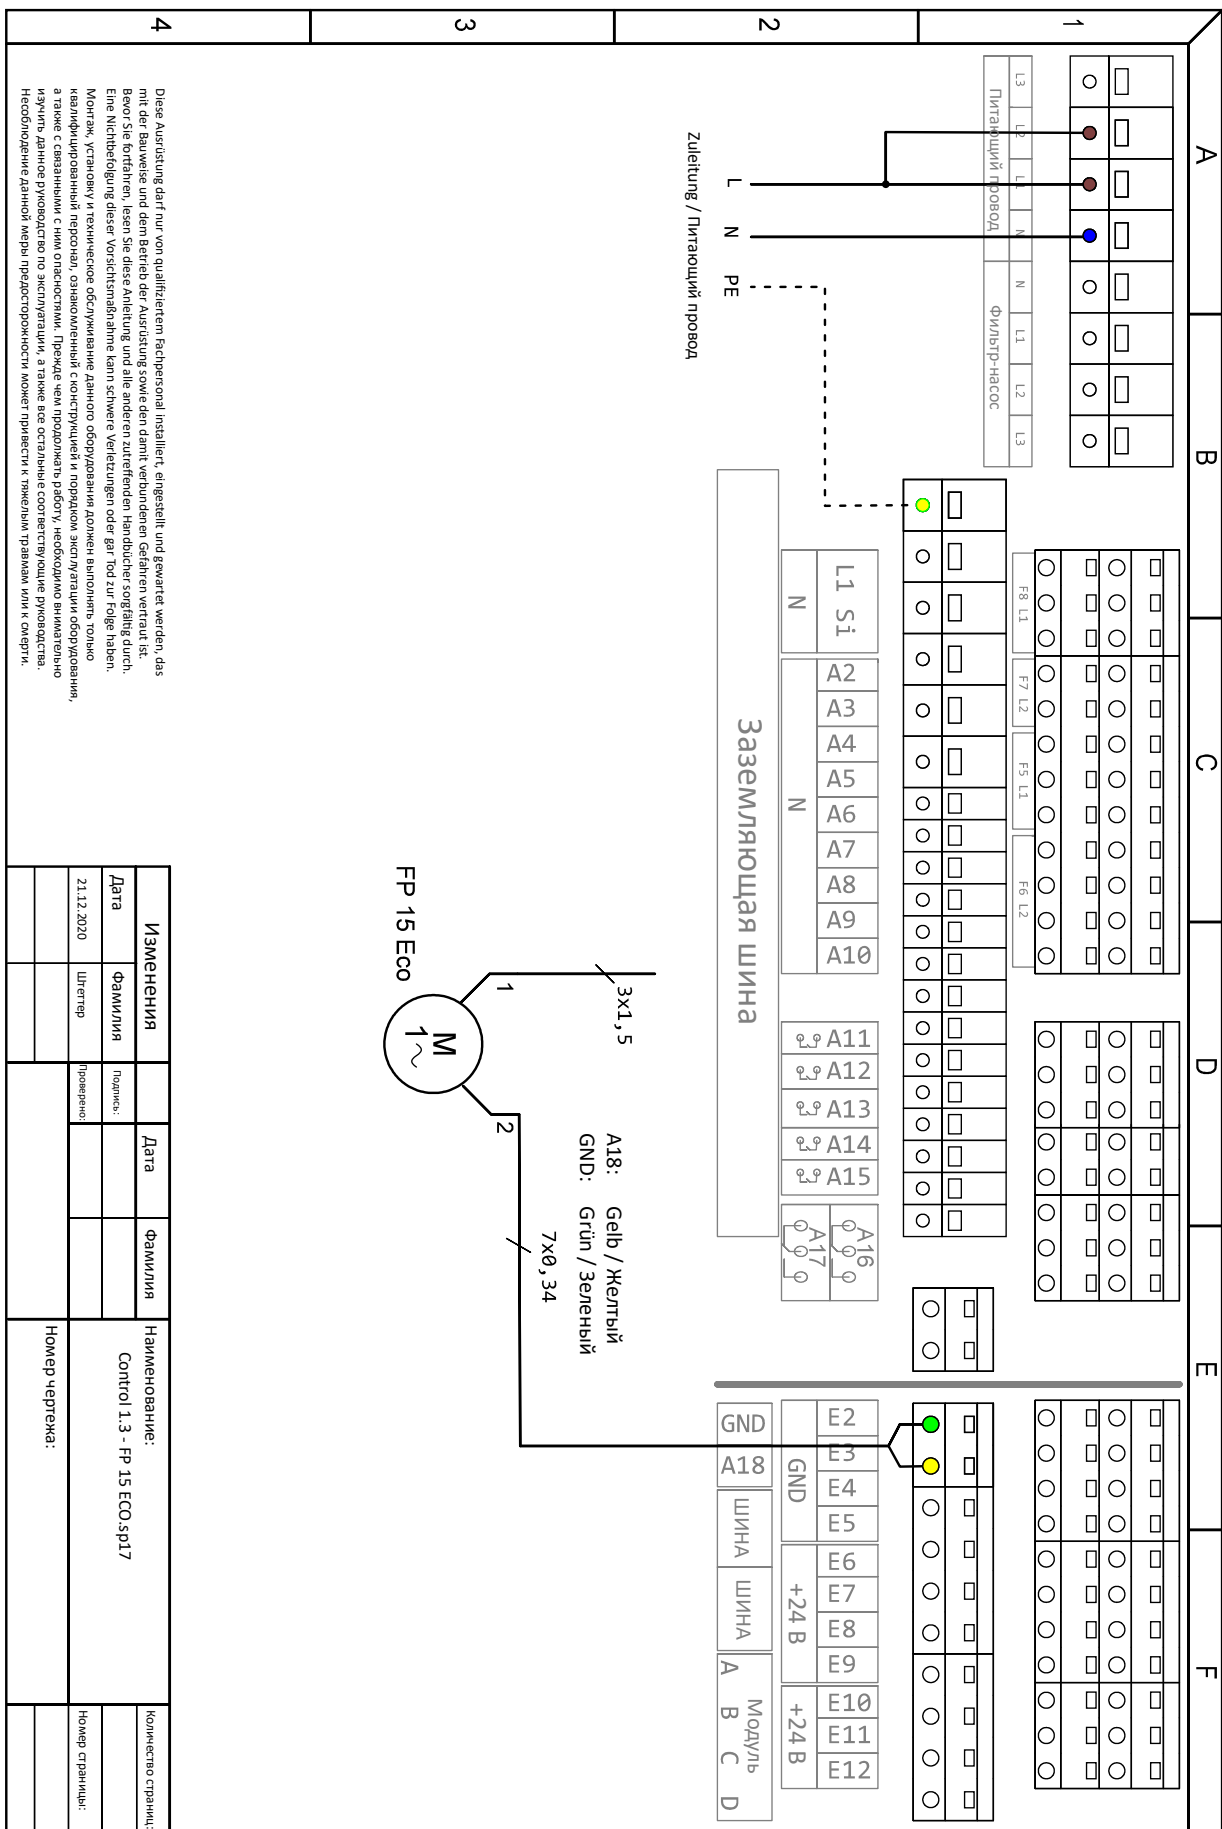 1
2
3
4
A
B
C
D
E
F
L3
L2
L1
N
N
L1
L2
L3
Питающий провод
Фильтр-насос
L
N
PE
Zuleitung / Питающий провод
F8 L1
F7 L2
F5 L1
F6 L2
L1 Si
N
A2
A3
A4
A5
A6
A7
A8
A9
A10
N
A11
A12
A13
A14
A15
A16
A17
Заземляющая шина
E2
E3
E4
E5
E6
E7
E8
E9
E10
E11
E12
GND
+24 В
+24 В
GND
A18
ШИНА
ШИНА
Модуль
A B C D
3x1,5
1
2
M
1~
FP 15 Eco
A18: Gelb / Желтый
GND: Grün / Зеленый
7x0,34
Diese Ausrüstung darf nur von qualifiziertem Fachpersonal installiert, eingestellt und gewartet werden, das
mit der Bauweise und dem Betrieb der Ausrüstung sowie den damit verbundenen Gefahren vertraut ist.
Bevor Sie fortfahren, lesen Sie diese Anleitung und alle anderen zutreffenden Handbücher sorgfältig durch.
Eine Nichtbefolgung dieser Vorsichtsmaßnahme kann schwere Verletzungen oder gar Tod zur Folge haben.
Монтаж, установку и техническое обслуживание данного оборудования должен выполнять только
квалифицированный персонал, ознакомленный с конструкцией и порядком эксплуатации оборудования,
а также с связанными с ним опасностями. Прежде чем продолжать работу, необходимо внимательно
изучить данное руководство по эксплуатации, а также все остальные соответствующие руководства.
Несоблюдение данной меры предосторожности может привести к тяжелым травмам или к смерти.
Изменения
Дата
Фамилия
21.12.2020
Штеттер
Подпись:
Проверено:
Дата
Фамилия
Наименование:
Control 1.3 - FP 15 ECO.sp17
Номер чертежа:
Количество страниц:
Номер страницы: